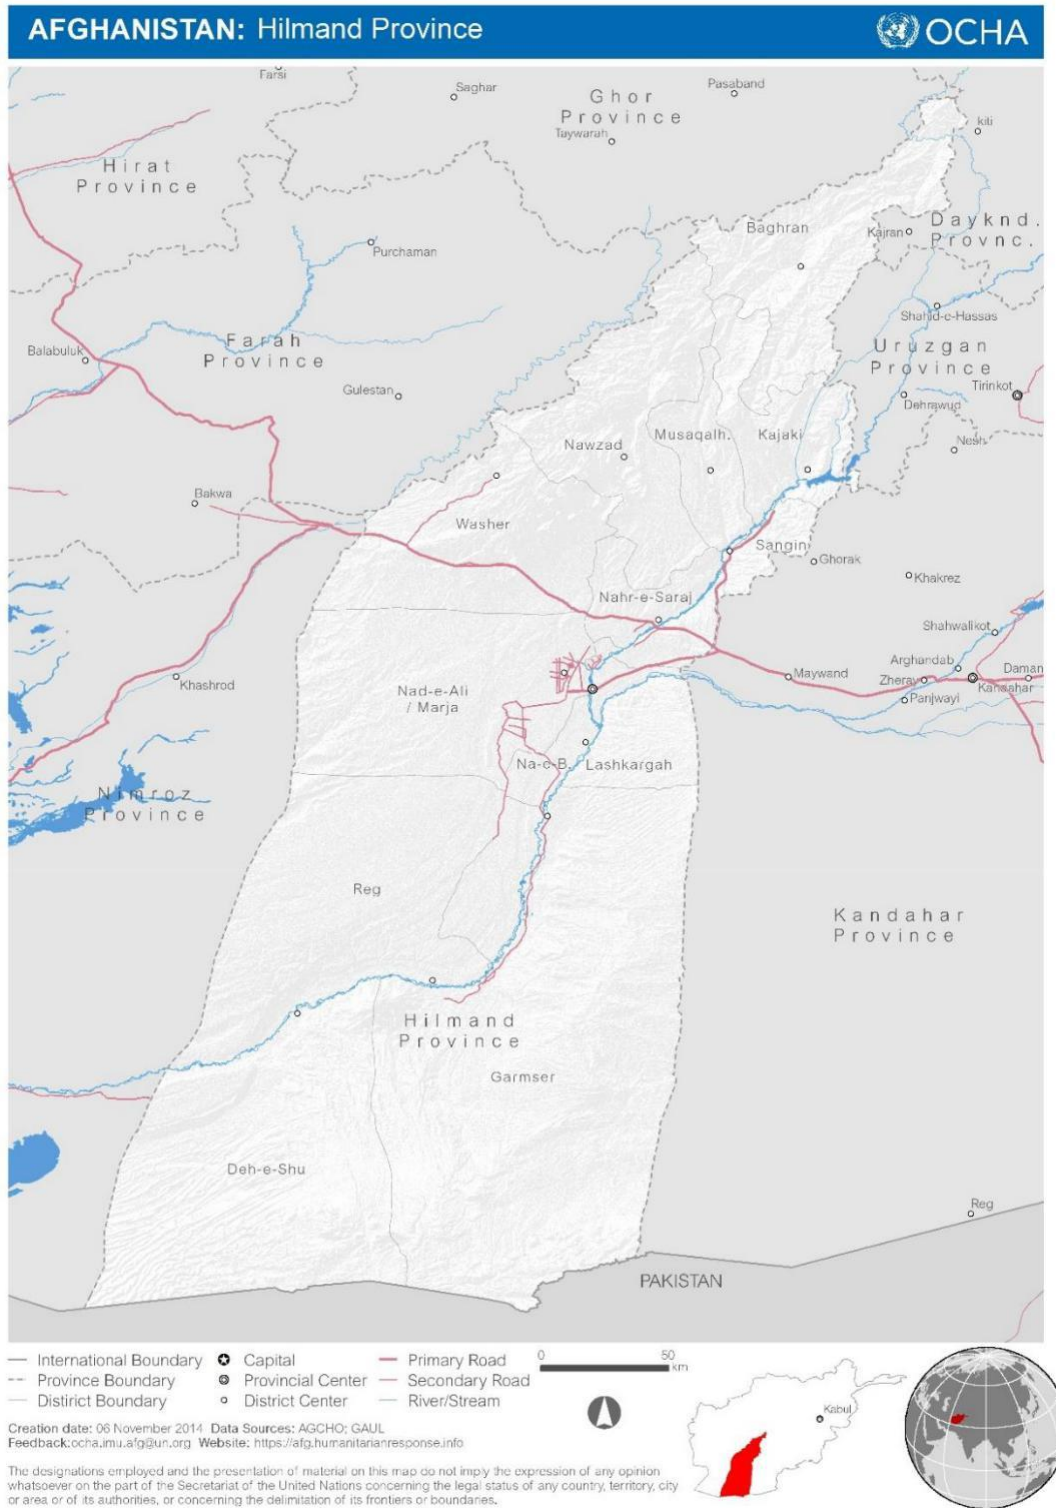 AFGHANISTAN: Hilmand Province
OCHA
Farsi
Saghar
Pasaband
Ghor
Province
Taywarah
kiti
Hirat
Province
Baghran
Kajran
Dayknd.
Provnc.
Purchaman
Shahid-e-Hassas
Farah
Province
Balabuluk
Uruzgan
Province
Tirinkot
Gulestan
Dehrawud
Nawzad
Musaqalh.
Kajaki
Nesh
Bakwa
Washer
Sangin
Ghorak
Khakrez
Nahr-e-Saraj
Shahwalikot
Khashrod
Nad-e-Ali
/ Marja
Maywand
Arghandab
Zheray
Daman
Kandahar
Panjwayi
Na-e-B.
Lashkargah
Nimroz
Province
Reg
Kandahar
Province
Hilmand
Province
Garmser
Deh-e-Shu
Reg
PAKISTAN
International Boundary
Province Boundary
District Boundary
Capital
Provincial Center
District Center
Primary Road
Secondary Road
River/Stream
0 50
km
Kabul
Creation date: 06 November 2014 Data Sources: AGCHO; GAUL
Feedback:ocha.imu.afg@un.org Website: https://afg.humanitarianresponse.info
The designations employed and the presentation of material on this map do not imply the expression of any opinion
whatsoever on the part of the Secretariat of the United Nations concerning the legal status of any country, territory, city
or area or of its authorities, or concerning the delimitation of its frontiers or boundaries.